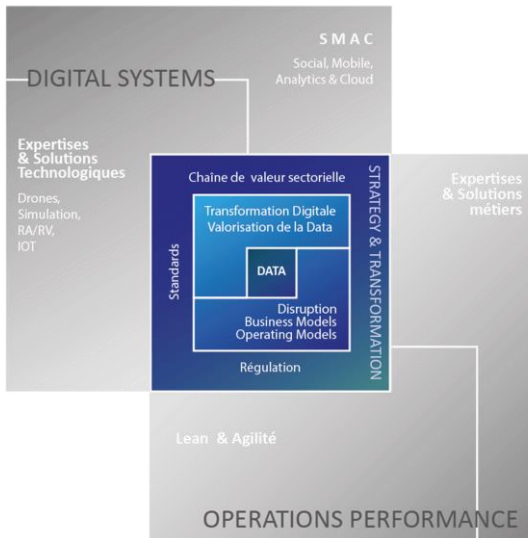 S M A C
Social, Mobile,
Analytics & Cloud
DIGITAL SYSTEMS
Expertises
& Solutions
Technologiques
Drones,
Simulation,
RA/RV,
IOT
Chaîne de valeur sectorielle
STRATEGY & TRANSFORMATION
Standards
Transformation Digitale
Valorisation de la Data
DATA
Disruption
Business Models
Operating Models
Régulation
Expertises
& Solutions
métiers
Lean & Agilité
OPERATIONS PERFORMANCE